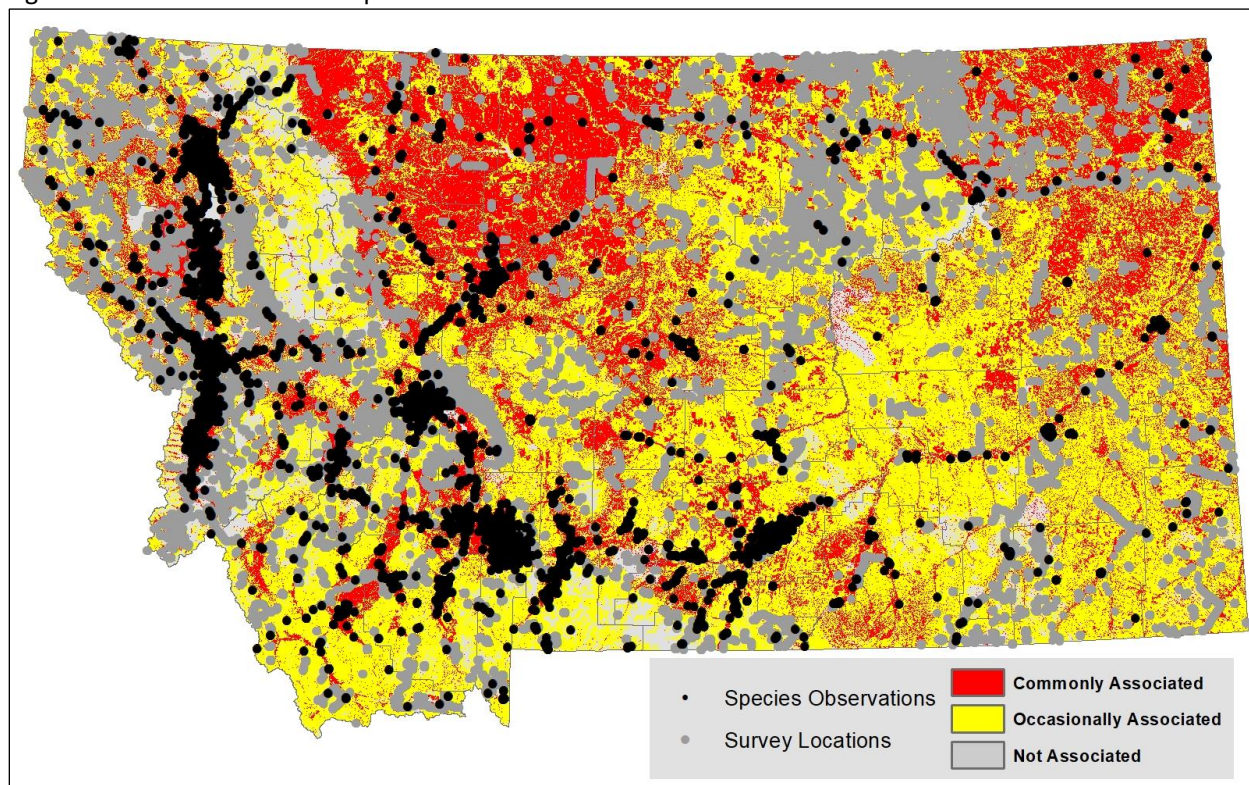 Species Observations
Survey Locations
Commonly Associated
Occasionally Associated
Not Associated